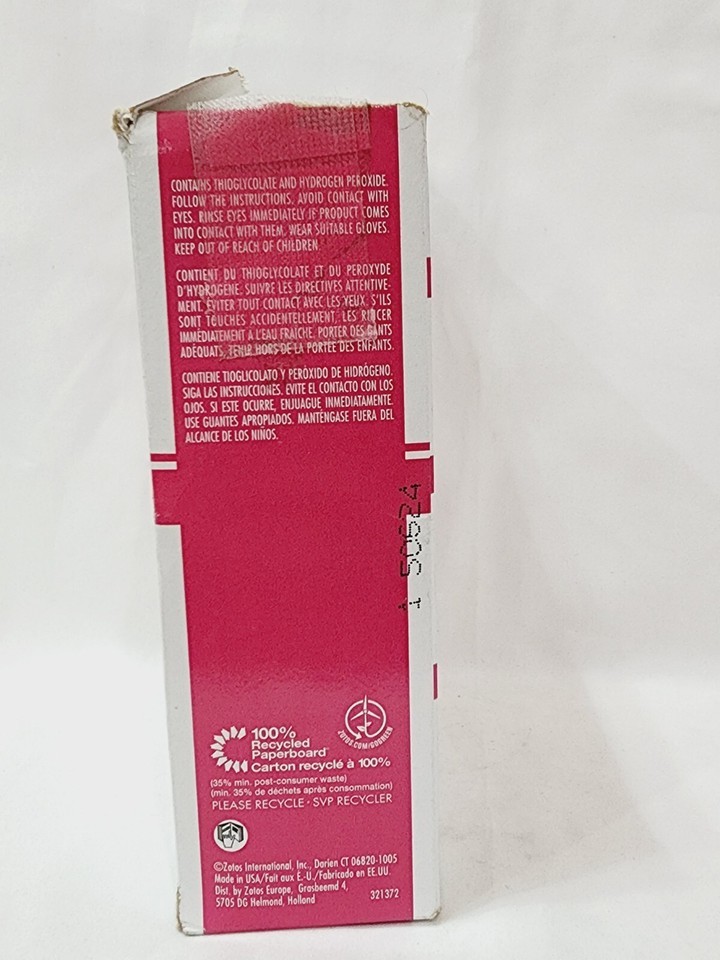 CONTAINS THIOGLYCOLATE AND HYDROGEN PEROXIDE.
FOLLOW THE INSTRUCTIONS. AVOID CONTACT WITH
EYES. RINSE EYES IMMEDIATELY IF PRODUCT COMES
INTO CONTACT WITH THEM. WEAR SUITABLE GLOVES.
KEEP OUT OF REACH OF CHILDREN.
CONTIENT DU THIOGLYCOLATE ET DU PEROXYDE
D'HYDROGÈNE. SUIVRE LES DIRECTIVES ATTENTIVE-
MENT. ÉVITER TOUT CONTACT AVEC LES YEUX. S'ILS
SONT TOUCHÉS ACCIDENTELLEMENT, LES RINCER
IMMÉDIATEMENT À L'EAU FRAÎCHE. PORTER DES GANTS
ADÉQUATS. TENIR HORS DE LA PORTÉE DES ENFANTS.
CONTIENE TIOGLICOLATO Y PERÓXIDO DE HIDRÓGENO.
SIGA LAS INSTRUCCIONES. EVITE EL CONTACTO CON LOS
OJOS. SI ESTE OCURRE, ENJUAGUE INMEDIATAMENTE.
USE GUANTES APROPIADOS. MANTÉNGASE FUERA DEL
ALCANCE DE LOS NIÑOS.
1 50624
ZOTOS.COM/GOGREEN
100%
Recycled
Paperboard™
Carton recyclé à 100%
(35% min. post-consumer waste)
(min. 35% de déchets après consommation)
PLEASE RECYCLE · SVP RECYCLER
©Zotos International, Inc., Darien CT 06820-1005
Made in USA/Fait aux É.-U./Fabricado en EE.UU.
Dist. by Zotos Europe, Grasbeemd 4,
5705 DG Helmond, Holland
321372